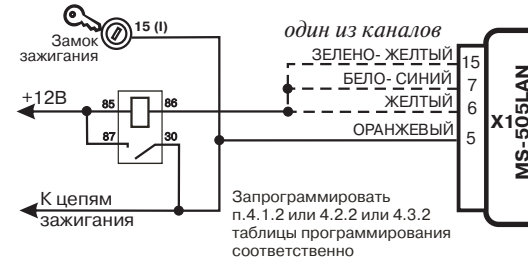 15 (I)
Замок
зажигания
один из каналов
ЗЕЛЕНО- ЖЕЛТЫЙ
15
БЕЛО- СИНИЙ
7
ЖЕЛТЫЙ
6
ОРАНЖЕВЫЙ
5
X1
MS-505LAN
+12В
85
86
87
30
К цепям
зажигания
Запрограммировать
п.4.1.2 или 4.2.2 или 4.3.2
таблицы программирования
соответственно